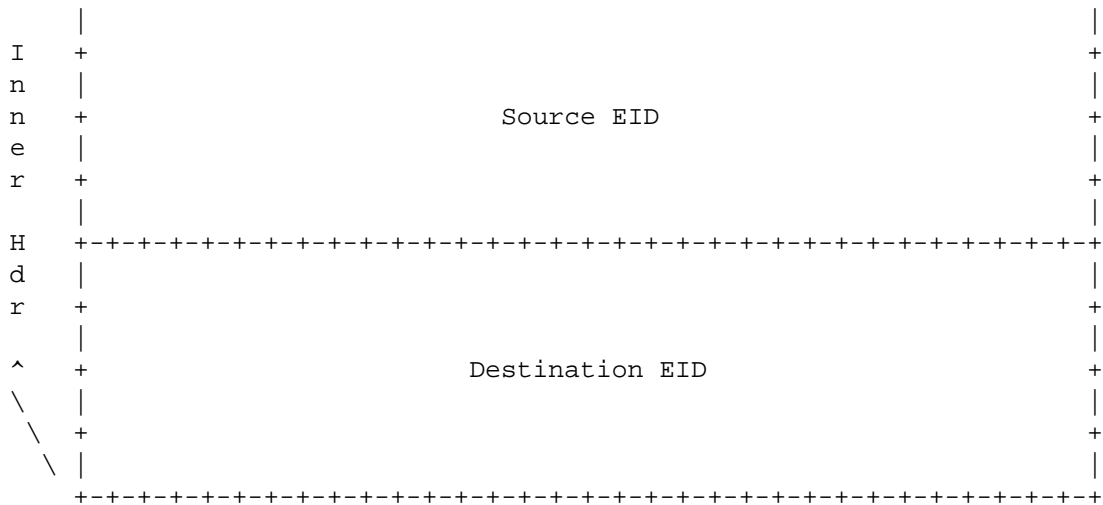 |                                                               |
I     +                                                               +
n     |                                                               |
n     +                          Source EID                           +
e     |                                                               |
r     +                                                               +
      |                                                               |
H     +-+-+-+-+-+-+-+-+-+-+-+-+-+-+-+-+-+-+-+-+-+-+-+-+-+-+-+-+-+-+-+-+
d     |                                                               |
r     +                                                               +
      |                                                               |
^     +                        Destination EID                        +
\     |                                                               |
 \    +                                                               +
  \   |                                                               |
      +-+-+-+-+-+-+-+-+-+-+-+-+-+-+-+-+-+-+-+-+-+-+-+-+-+-+-+-+-+-+-+-+